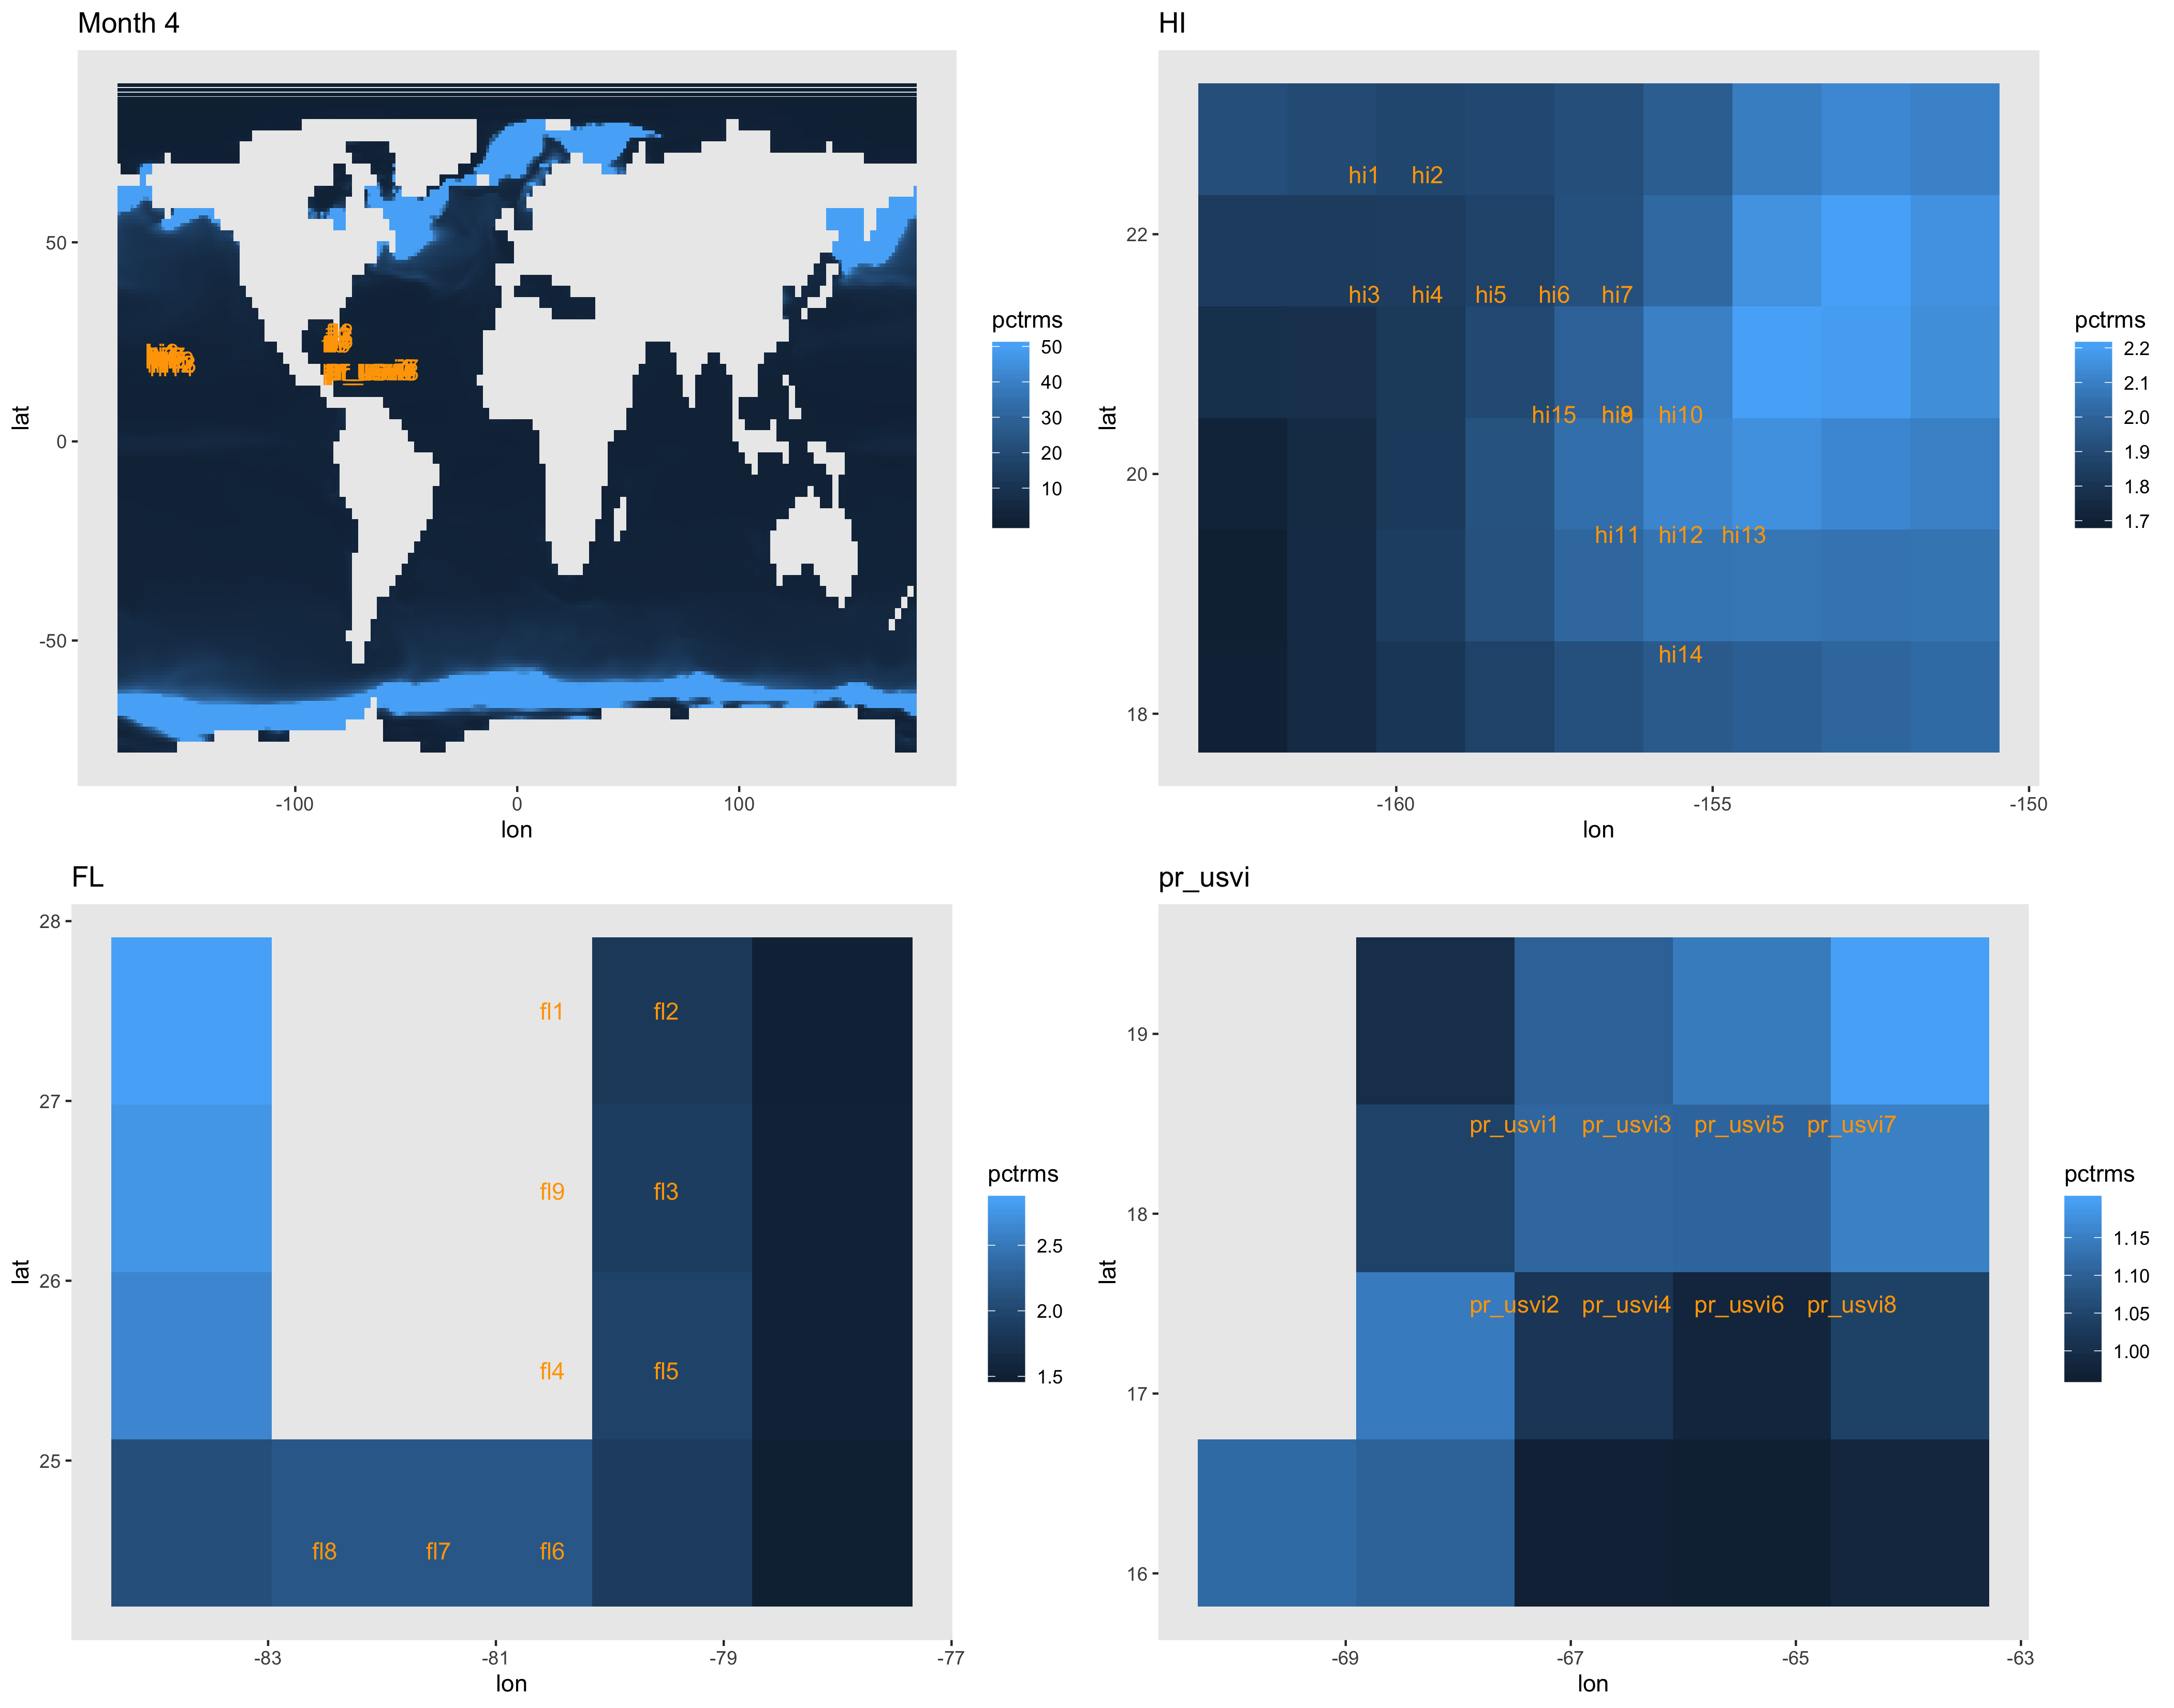 Month 4
lat
50
0
-50
-100
0
100
lon
pctrms
50
40
30
20
10
HI
lat
22
20
18
hi1 hi2
hi3 hi4 hi5 hi6 hi7
hi15 hi10
hi11 hi12 hi13
hi14
-160
-155
-150
lon
pctrms
2.2
2.1
2.0
1.9
1.8
1.7
FL
lat
28
27
26
25
fl1 fl2
fl9 fl3
fl4 fl5
fl8 fl7 fl6
-83
-81
-79
-77
lon
pctrms
2.5
2.0
1.5
pr_usvi
lat
19
18
17
16
pr_usvi1 pr_usvi3 pr_usvi5 pr_usvi7
pr_usvi2 pr_usvi4 pr_usvi6 pr_usvi8
-69
-67
-65
-63
lon
pctrms
1.15
1.10
1.05
1.00